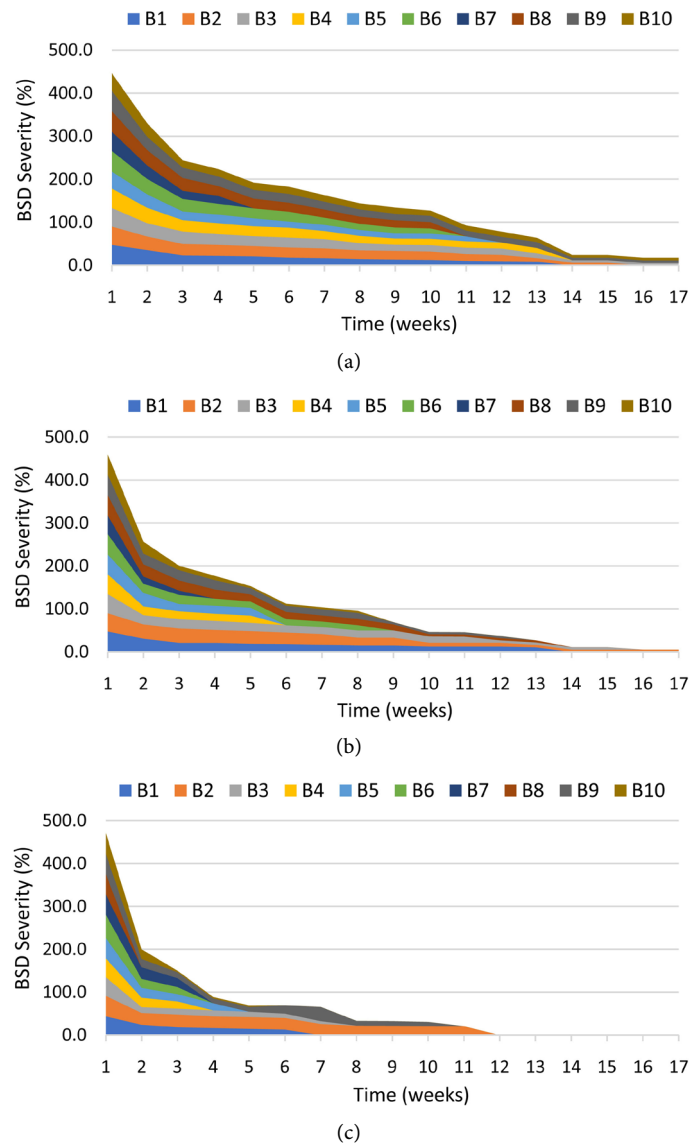 B1 B2 B3 B4 B5 B6 B7 B8 B9 B10
500.0
400.0
300.0
200.0
100.0
0.0
BSD Severity (%)
1 2 3 4 5 6 7 8 9 10 11 12 13 14 15 16 17
Time (weeks)
(a)
B1 B2 B3 B4 B5 B6 B7 B8 B9 B10
500.0
400.0
300.0
200.0
100.0
0.0
BSD Severity (%)
1 2 3 4 5 6 7 8 9 10 11 12 13 14 15 16 17
Time (weeks)
(b)
B1 B2 B3 B4 B5 B6 B7 B8 B9 B10
500.0
400.0
300.0
200.0
100.0
0.0
BSD Severity (%)
1 2 3 4 5 6 7 8 9 10 11 12 13 14 15 16 17
Time (weeks)
(c)